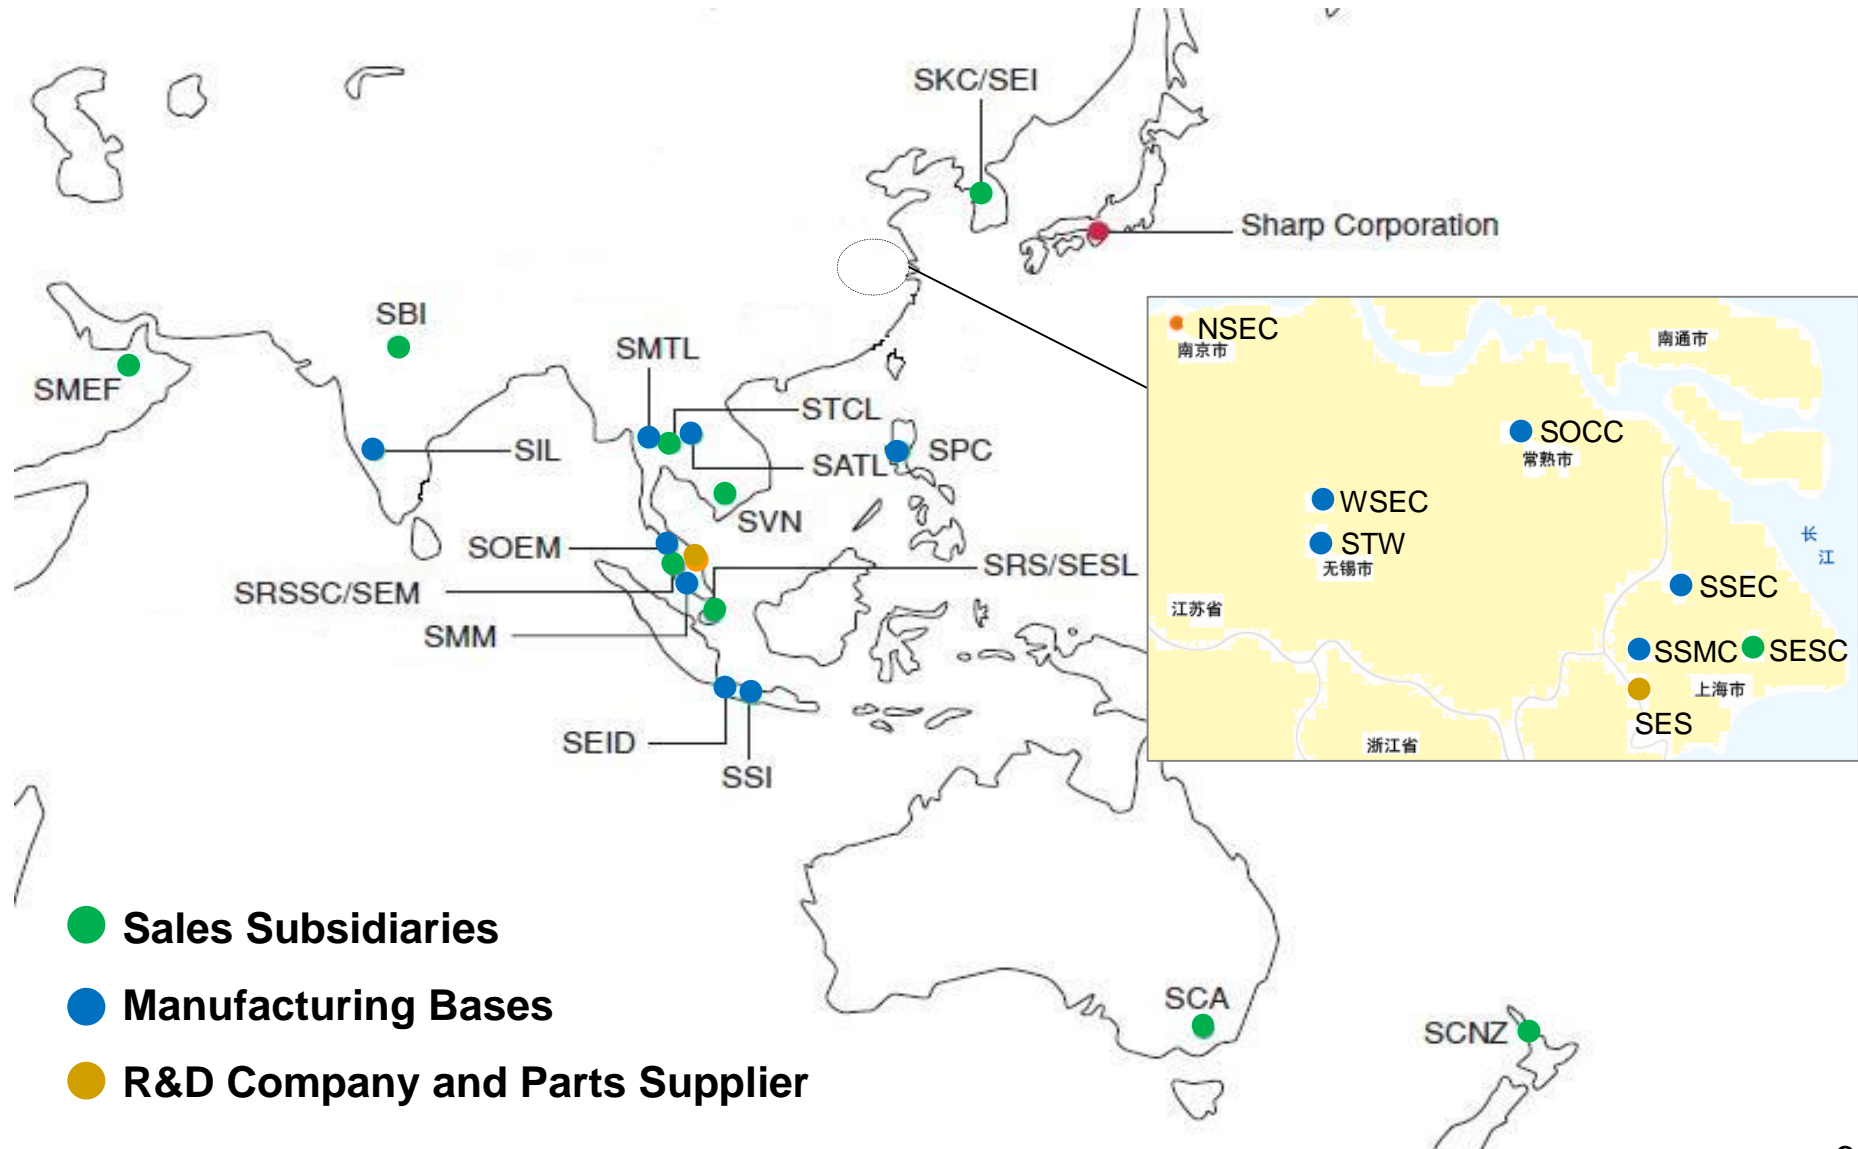 SKC/SEI
Sharp Corporation
SBI
SMEF
SMTL
STCL
SIL
SATL
SPC
SVN
SOEM
SRS/SESL
SRSSC/SEM
SMM
SEID
SSI
SCA
SCNZ
NSEC
南京市
南通市
SOCC
常熟市
WSEC
STW
无锡市
长
江
SSEC
江苏省
SSMC
SESC
上海市
SES
浙江省
Sales Subsidiaries
Manufacturing Bases
R&D Company and Parts Supplier